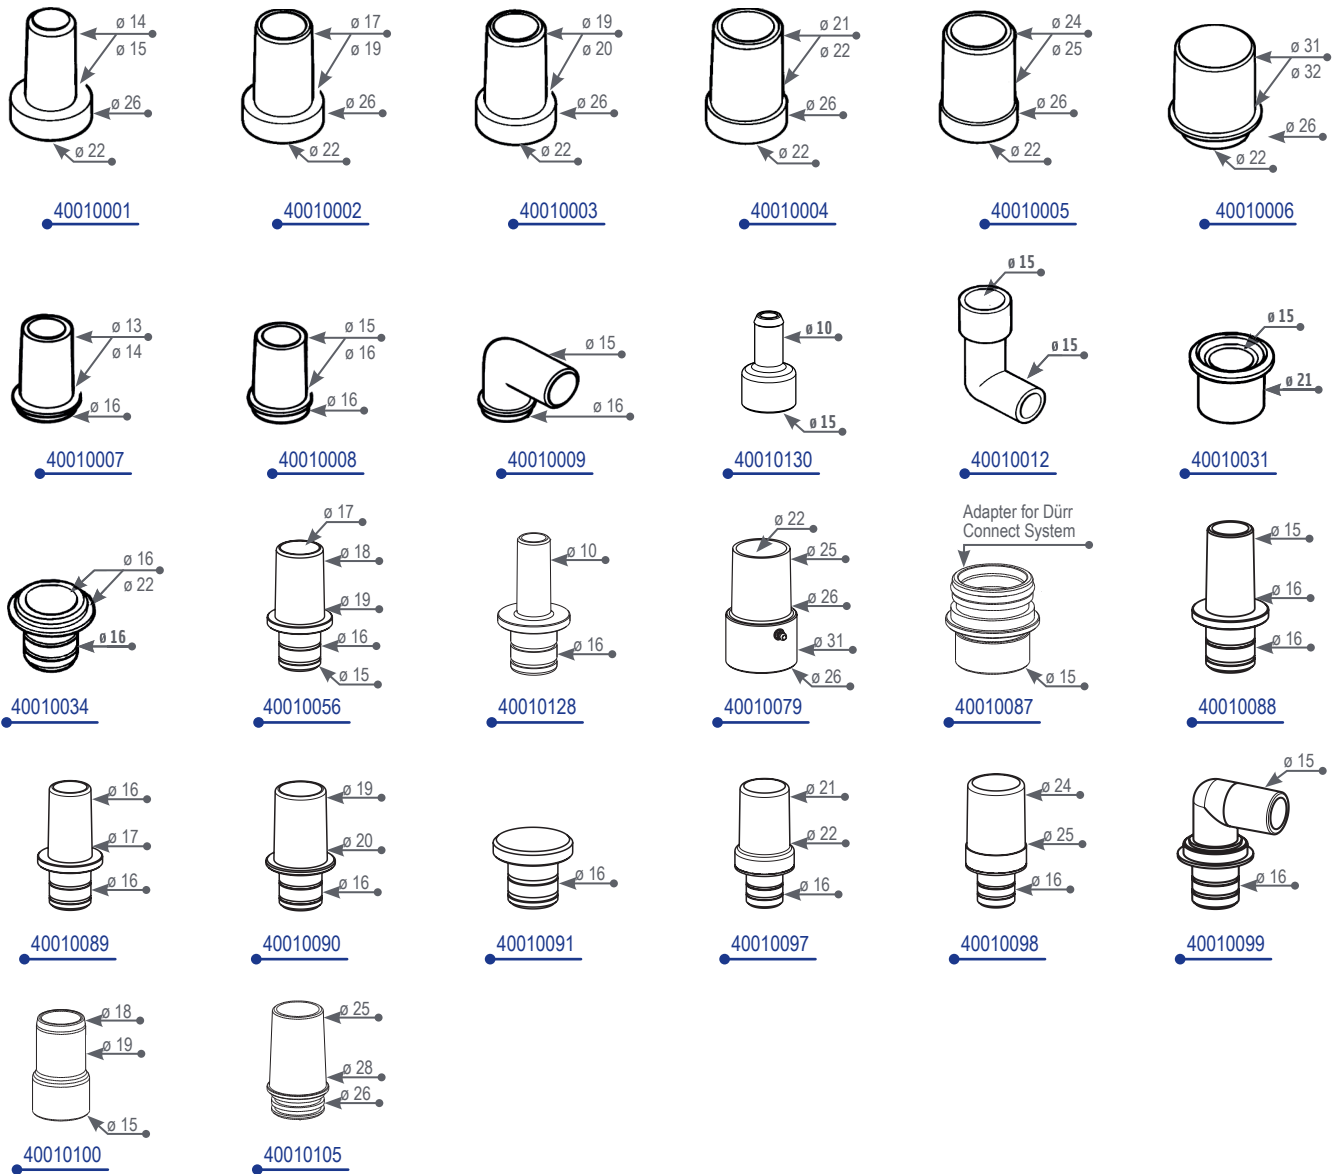 ø 14
ø 15
ø 26
ø 22
40010001
ø 17
ø 19
ø 26
ø 22
40010002
ø 19
ø 20
ø 26
ø 22
40010003
ø 21
ø 22
ø 26
ø 22
40010004
ø 24
ø 25
ø 26
ø 22
40010005
ø 31
ø 32
ø 26
ø 22
40010006
ø 13
ø 14
ø 16
40010007
ø 15
ø 16
ø 16
40010008
ø 15
ø 16
40010009
ø 10
ø 15
40010130
ø 15
ø 15
40010012
ø 15
ø 21
40010031
ø 16
ø 22
ø 16
40010034
ø 17
ø 18
ø 19
ø 16
ø 15
40010056
ø 10
ø 16
40010128
ø 22
ø 25
ø 26
ø 31
ø 26
40010079
Adapter for Dürr
Connect System
ø 15
40010087
ø 15
ø 16
ø 16
40010088
ø 16
ø 17
ø 16
40010089
ø 19
ø 20
ø 16
40010090
ø 16
40010091
ø 21
ø 22
ø 16
40010097
ø 24
ø 25
ø 16
40010098
ø 15
ø 16
40010099
ø 18
ø 19
ø 15
40010100
ø 25
ø 28
ø 26
40010105